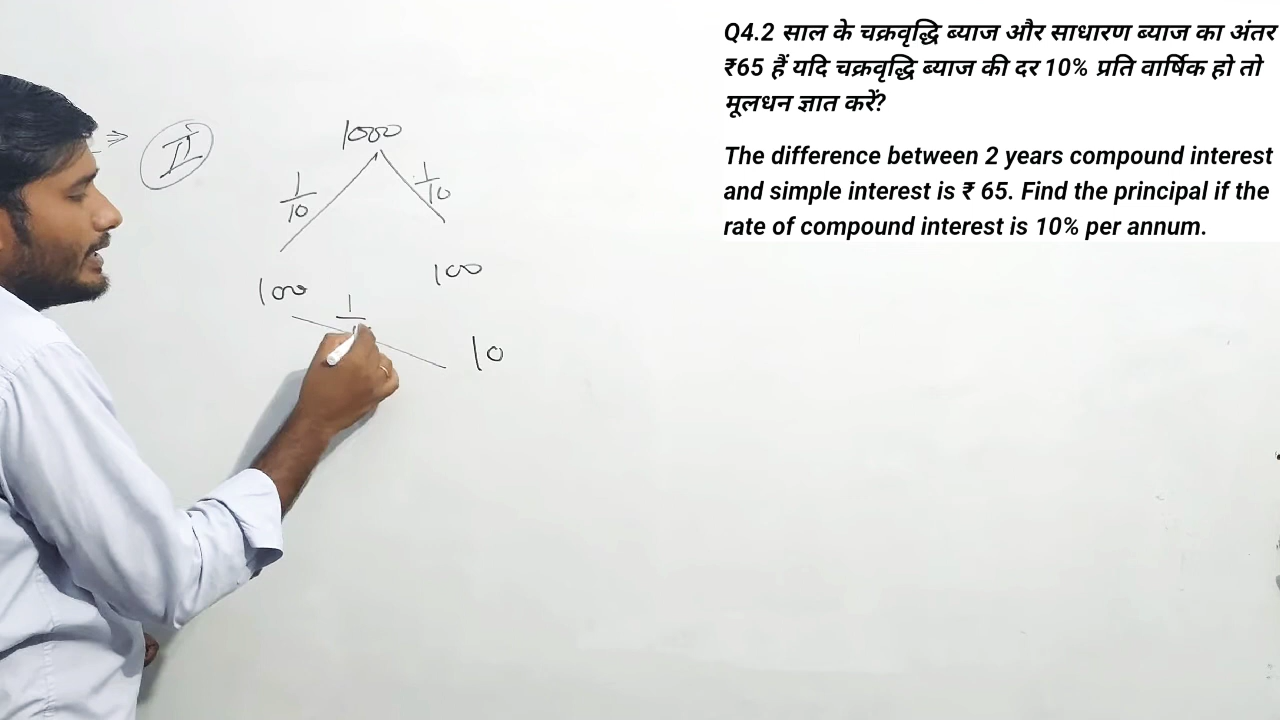 Q4.2 साल के चक्रवृद्धि ब्याज और साधारण ब्याज का अंतर
₹65 हैं यदि चक्रवृद्धि ब्याज की दर 10% प्रति वार्षिक हो तो
मूलधन ज्ञात करें?
The difference between 2 years compound interest
and simple interest is ₹ 65. Find the principal if the
rate of compound interest is 10% per annum.
⇒ II
1000
1/10 1/10
100 100
1
10